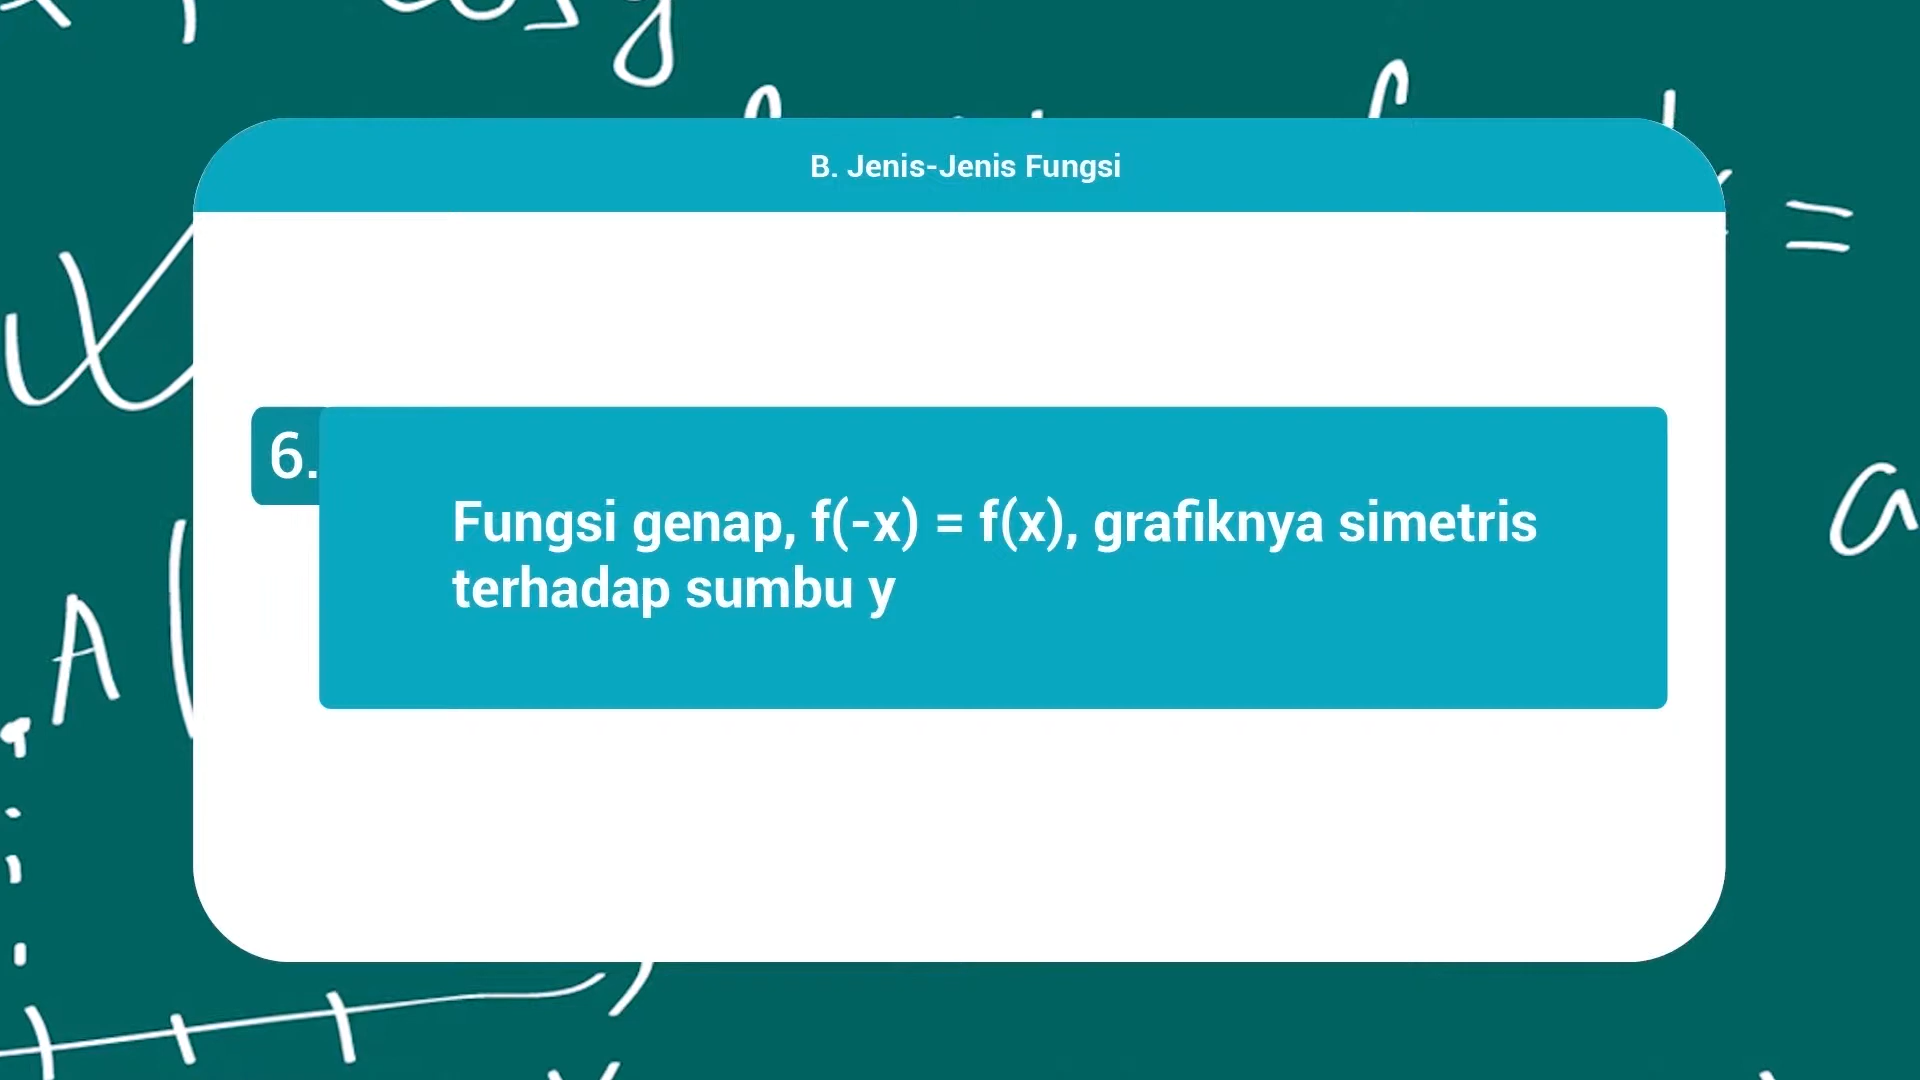 B. Jenis-Jenis Fungsi
6.
Fungsi genap, f(-x) = f(x), grafiknya simetris
terhadap sumbu y